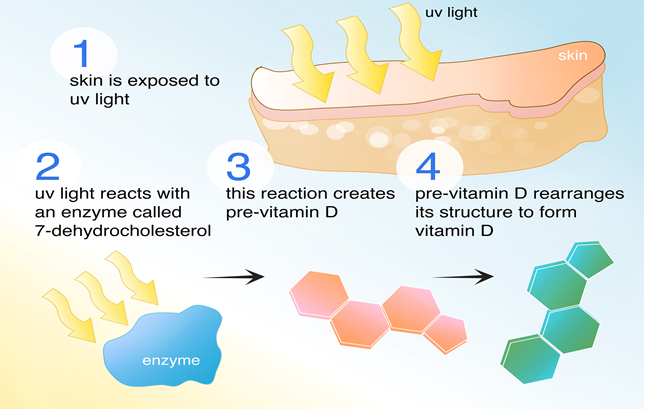 uv light
skin
1
skin is exposed to
uv light
2
uv light reacts with
an enzyme called
7-dehydrocholesterol
3
this reaction creates
pre-vitamin D
4
pre-vitamin D rearranges
its structure to form
vitamin D
enzyme